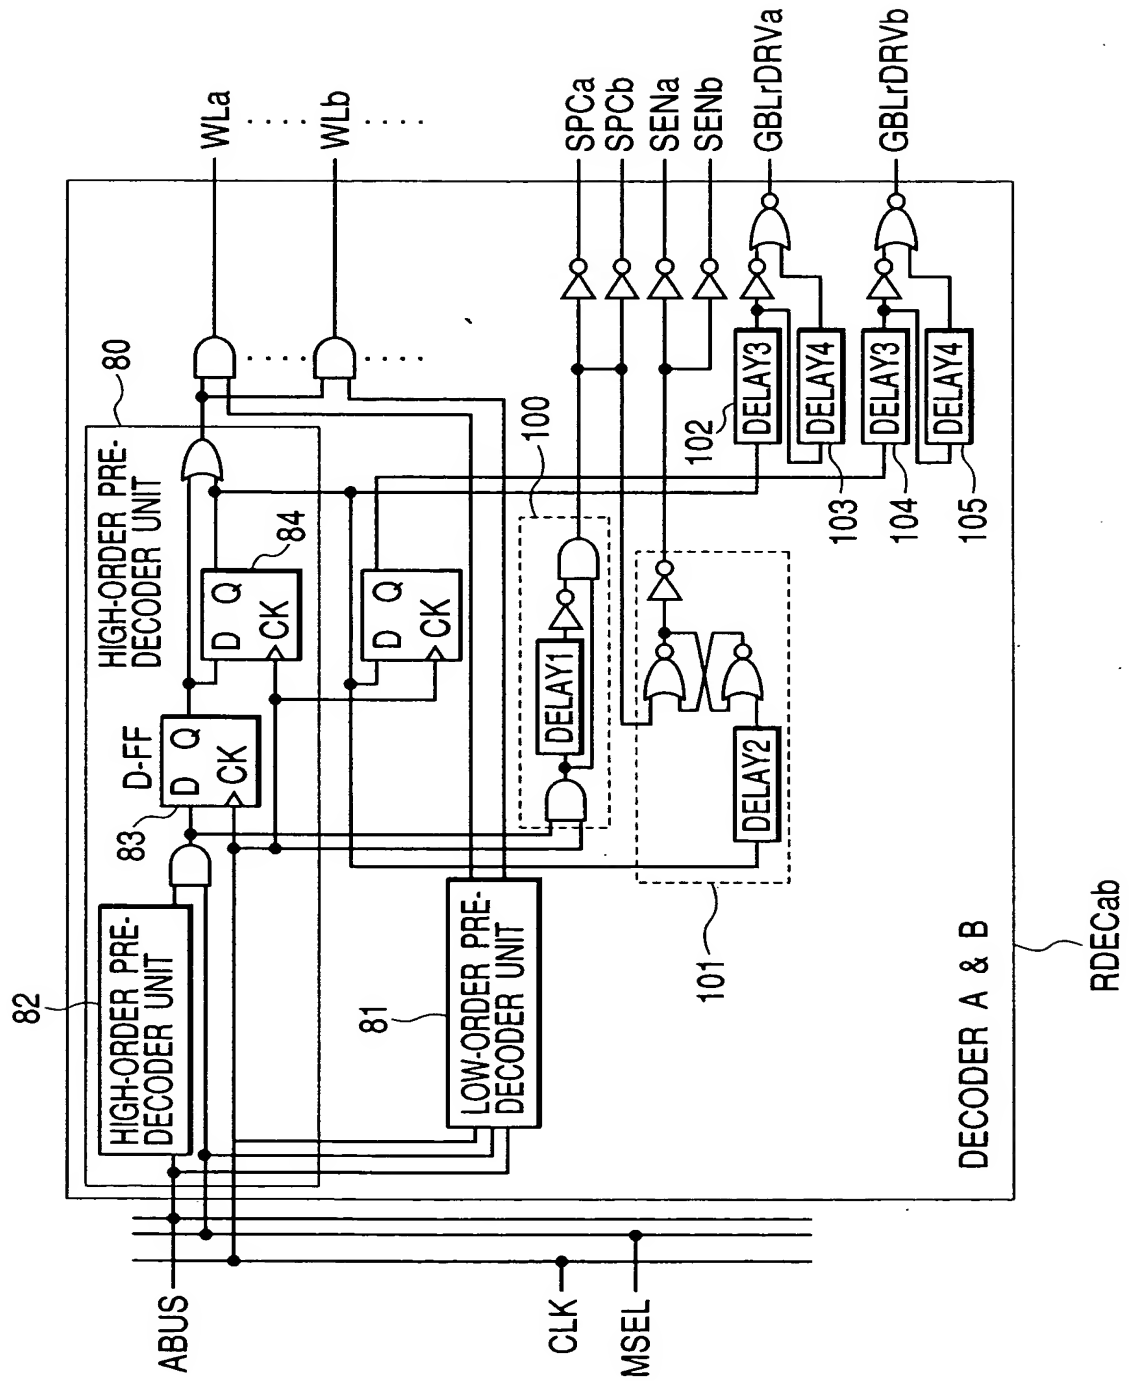 ABUS
CLK
MSEL
82
HIGH-ORDER PRE-
DECODER UNIT
83
D-FF
D Q
CK
HIGH-ORDER PRE-
DECODER UNIT
80
D Q
CK
84
D Q
CK
81
LOW-ORDER PRE-
DECODER UNIT
100
DELAY1
101
DELAY2
102
DELAY3
DELAY4
103
DELAY3
104
DELAY4
105
WLa
WLb
SPCa
SPCb
SENa
SENb
GBLrDRVa
GBLrDRVb
DECODER A & B
RDECab